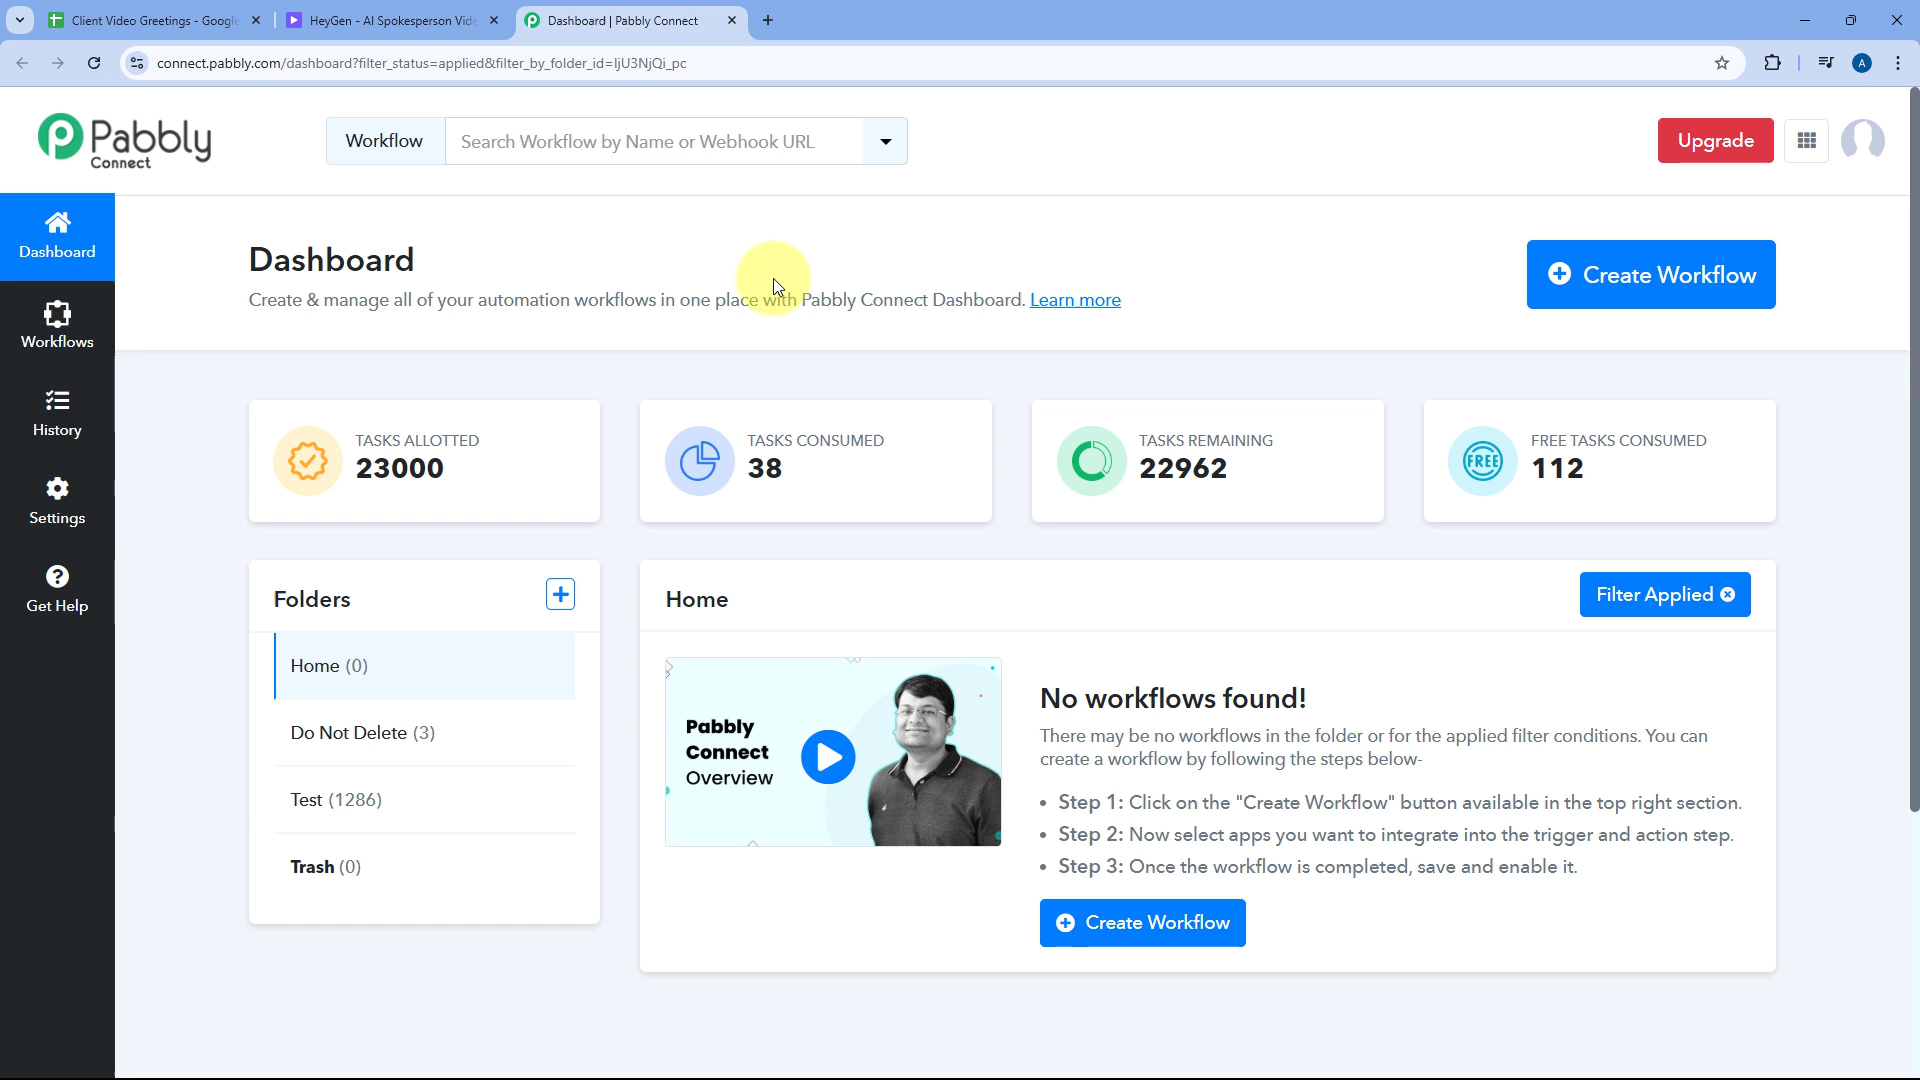 Client Video Greetings - Google
HeyGen - AI Spokesperson Vide
Dashboard | Pabbly Connect
connect.pabbly.com/dashboard?filter_status=applied&filter_by_folder_id=IjU3NjQi_pc
A
Pabbly
Connect
Workflow
Search Workflow by Name or Webhook URL
Upgrade
Dashboard
Workflows
History
Settings
Get Help
Dashboard
Create & manage all of your automation workflows in one place with Pabbly Connect Dashboard. Learn more
Create Workflow
TASKS ALLOTTED
23000
TASKS CONSUMED
38
TASKS REMAINING
22962
FREE
FREE TASKS CONSUMED
112
Folders
Home (0)
Do Not Delete (3)
Test (1286)
Trash (0)
Home
Filter Applied
Pabbly
Connect
Overview
No workflows found!
There may be no workflows in the folder or for the applied filter conditions. You can
create a workflow by following the steps below-
• Step 1: Click on the "Create Workflow" button available in the top right section.
• Step 2: Now select apps you want to integrate into the trigger and action step.
• Step 3: Once the workflow is completed, save and enable it.
Create Workflow